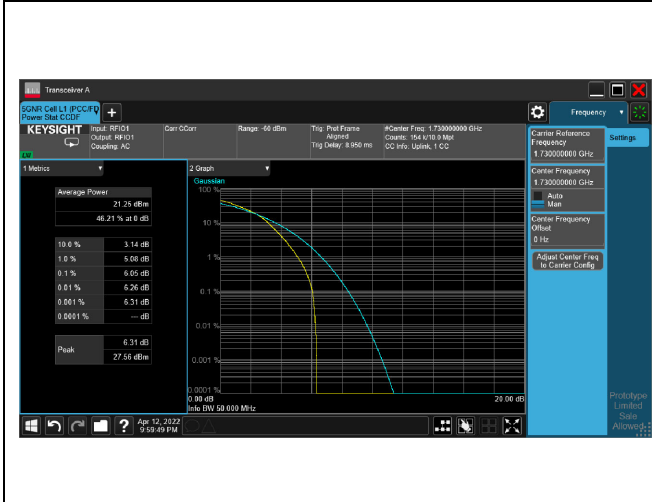 Transceiver A
5GNR Cell L1 (PCC/FD
Power Stat CCDF
Frequency
KEYSIGHT
Input: RFIO1
Output: RFIO1
Coupling: AC
Corr CCorr
Range: -60 dBm
Trig: Pret Frame
Aligned
Trig Delay: 8.950 ms
#Center Freq: 1.730000000 GHz
Counts: 154 k/10.0 Mpt
CC Info: Uplink, 1 CC
Carrier Reference
Frequency
1.730000000 GHz
Settings
1 Metrics
2 Graph
Center Frequency
1.730000000 GHz
Auto
Man
Center Frequency
Offset
0 Hz
Adjust Center Freq
to Carrier Config
Average Power
21.25 dBm
46.21 % at 0 dB
10.0 % 3.14 dB
1.0 % 5.08 dB
0.1 % 6.05 dB
0.01 % 6.26 dB
0.001 % 6.31 dB
0.0001 % --- dB
Peak
6.31 dB
27.56 dBm
Gaussian
100 %
10 %
1 %
0.1 %
0.01 %
0.001 %
0.0001 %
0.00 dB
20.00 dB
Info BW 50.000 MHz
Prototype
Limited
Sale
Allowed
?
Apr 12, 2022
9:59:49 PM